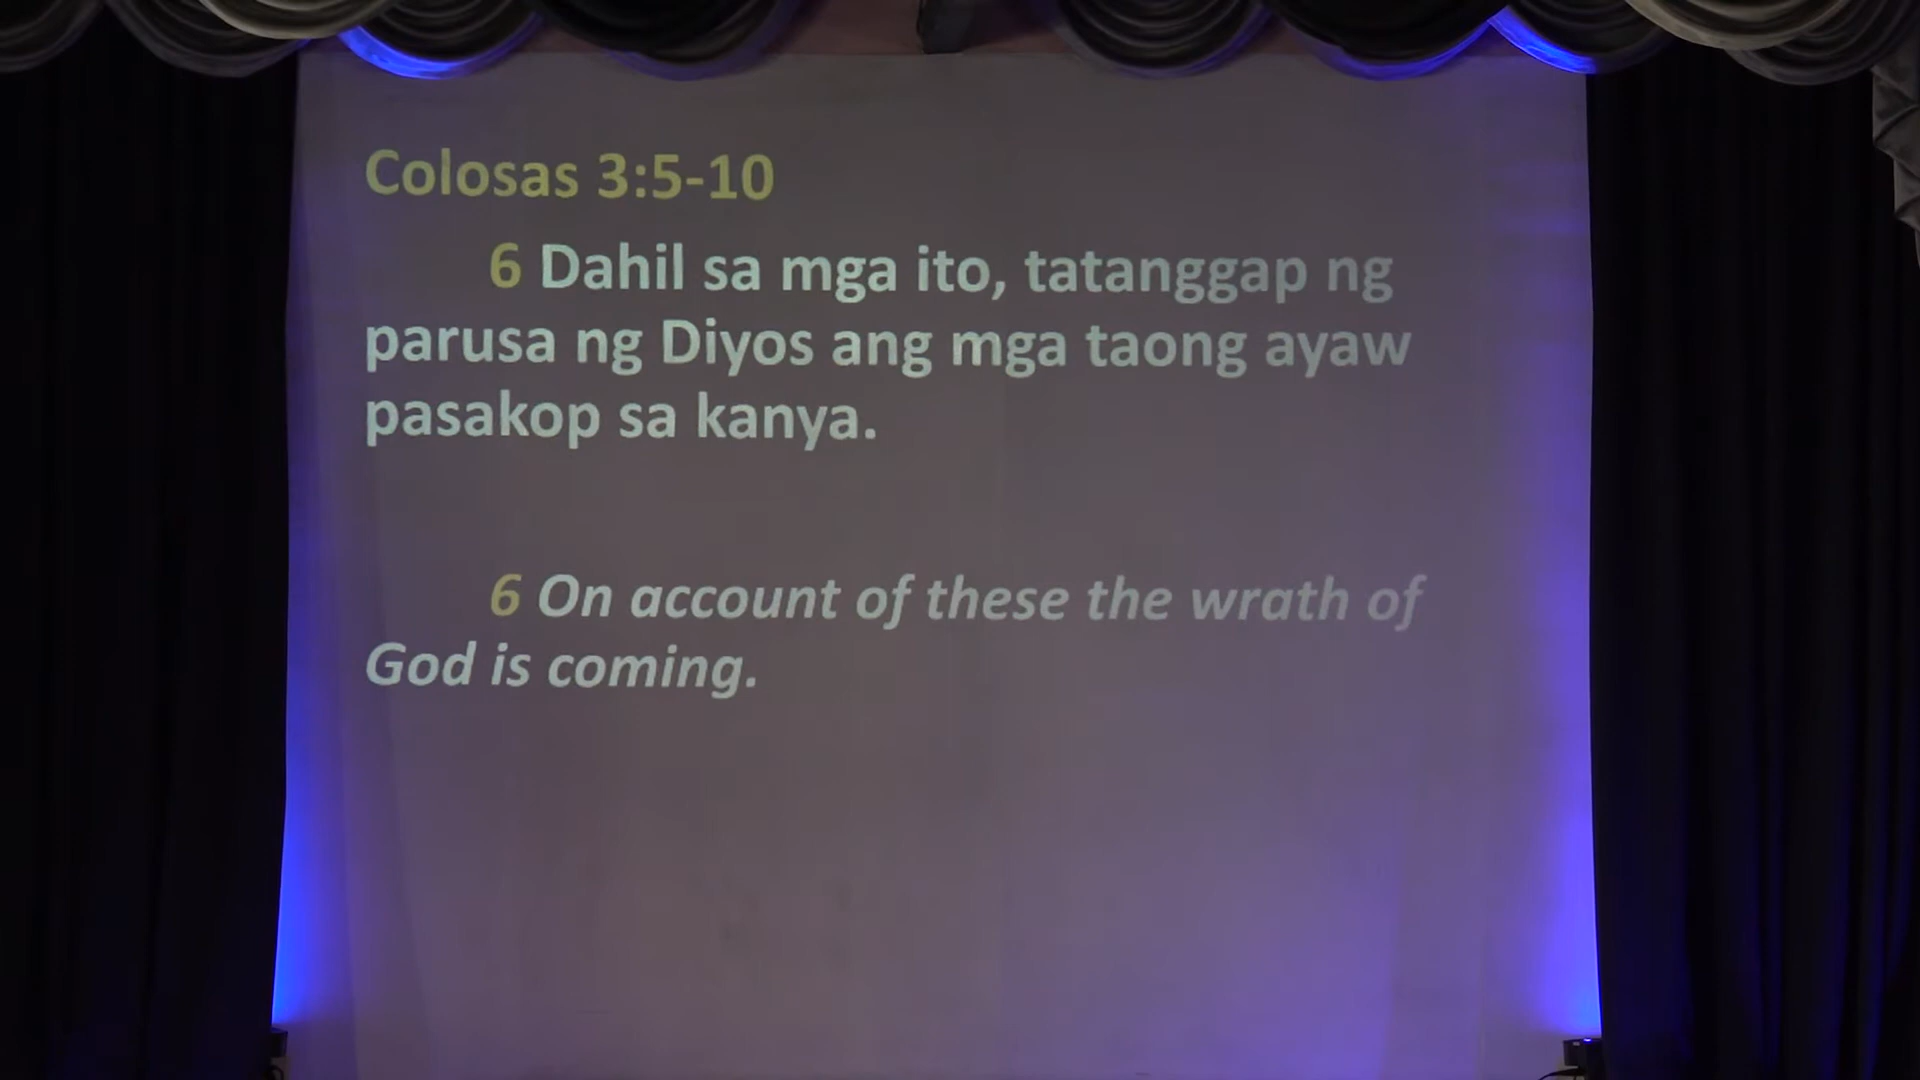 Colosas 3:5-10
6 Dahil sa mga ito, tatanggap ng
parusa ng Diyos ang mga taong ayaw
pasakop sa kanya.
6 On account of these the wrath of
God is coming.